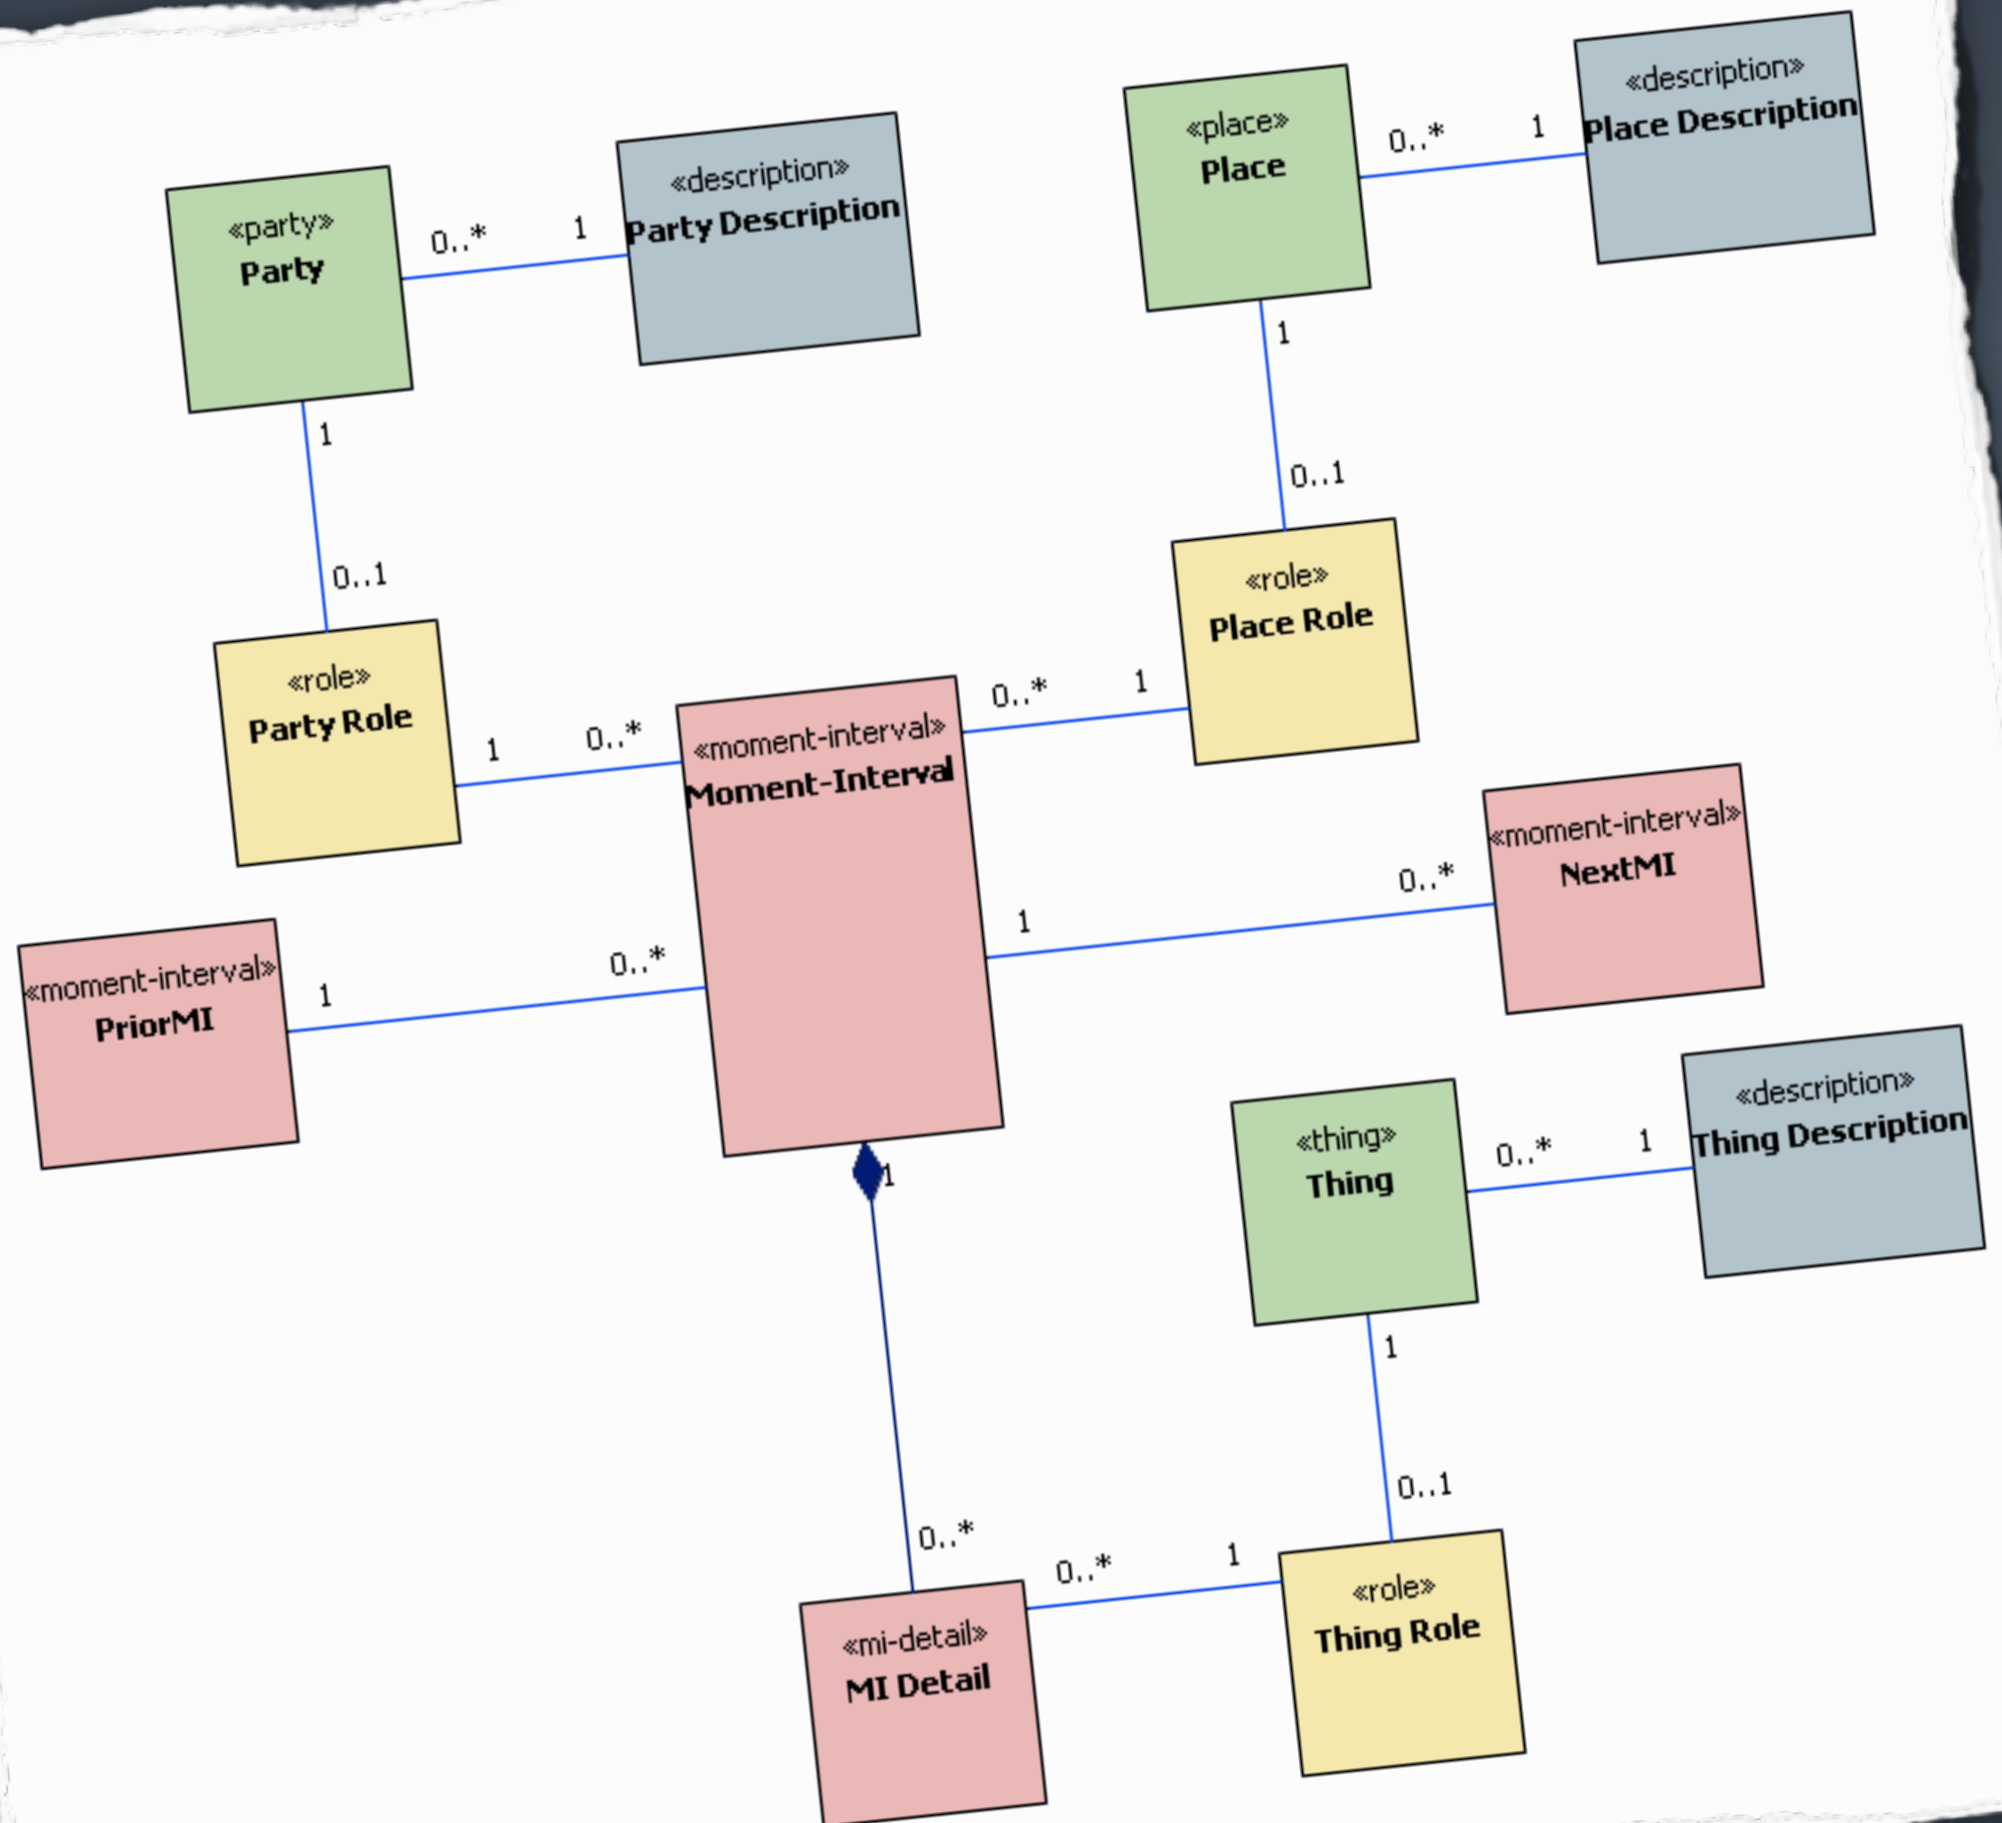 «party»
Party
0..*
1
«description»
Party Description
«place»
Place
0..*
1
«description»
Place Description
1
0..1
1
0..1
«role»
Party Role
1
0..*
«moment-interval»
Moment-Interval
0..*
1
«role»
Place Role
«moment-interval»
PriorMI
1
0..*
1
0..*
«moment-interval»
NextMI
«thing»
Thing
0..*
1
«description»
Thing Description
1
0..*
1
0..1
«mi-detail»
MI Detail
0..*
1
«role»
Thing Role